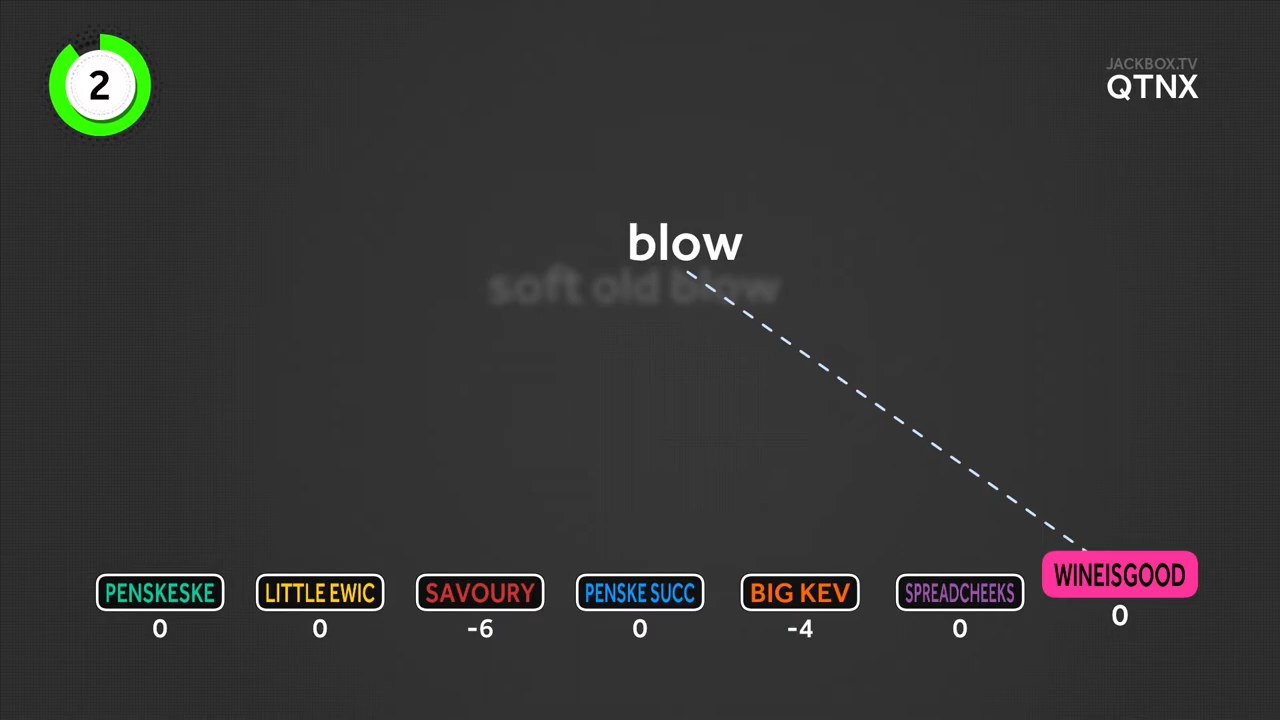 2
JACKBOX.TV
QTNX
blow
soft old blow
PENSKESKE
LITTLE EWIC
SAVOURY
PENSKE SUCC
BIG KEV
SPREADCHEEKS
WINEISGOOD
0
0
-6
0
-4
0
0